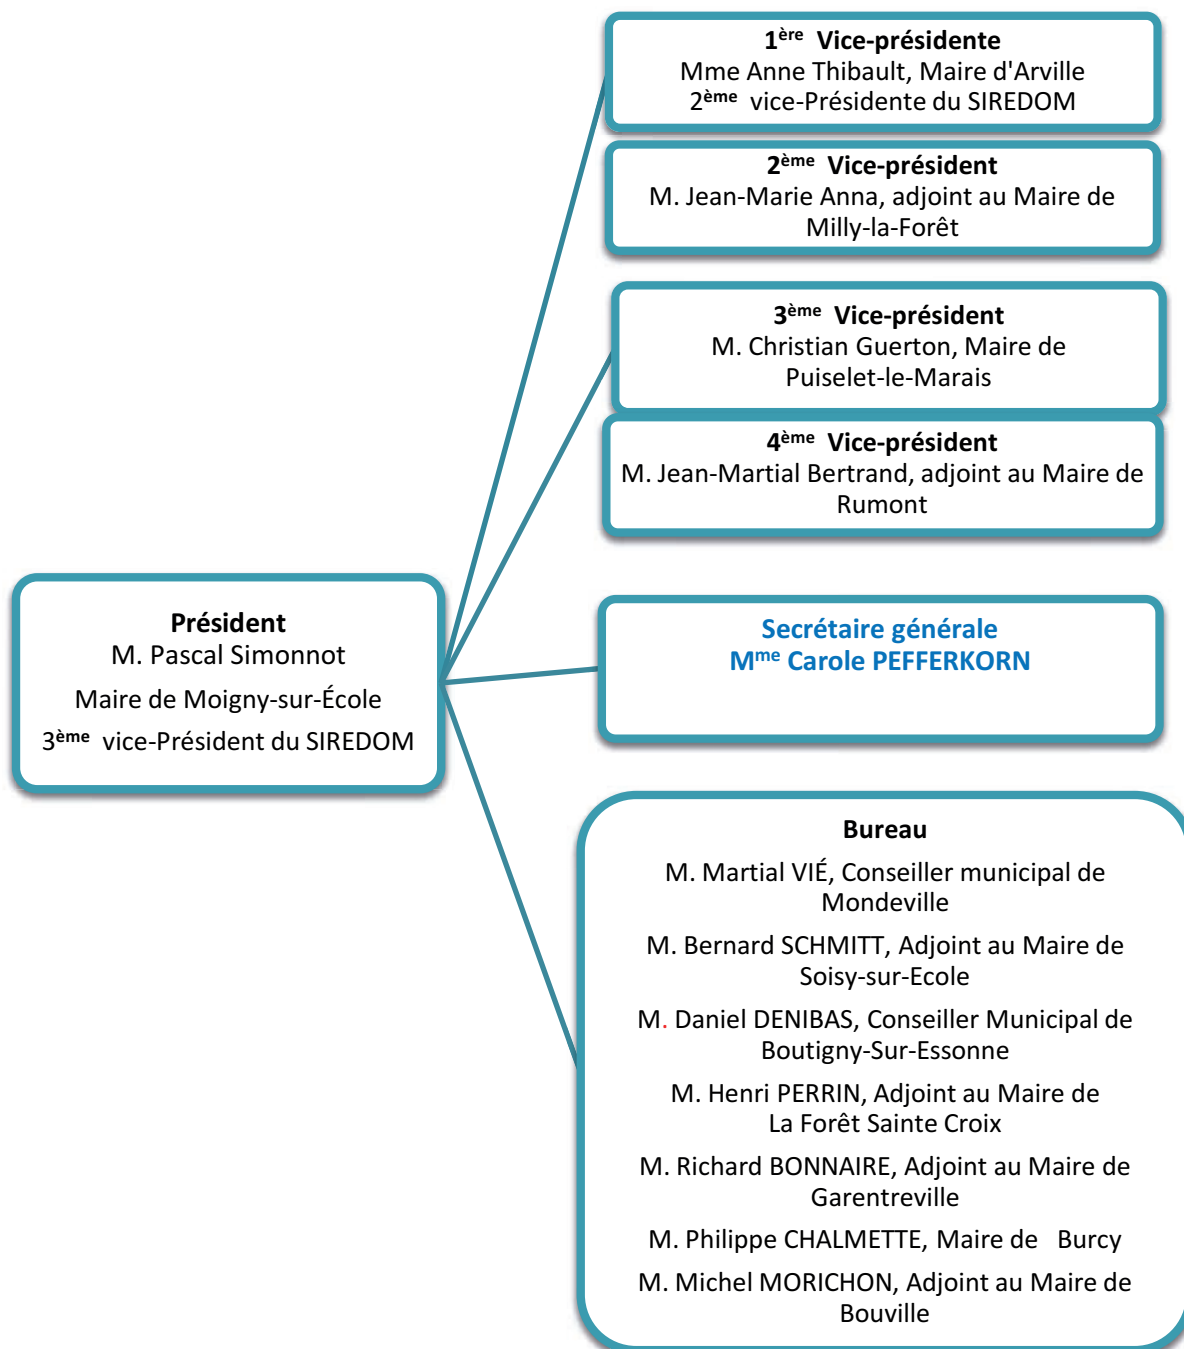 1ère Vice-présidente
Mme Anne Thibault, Maire d'Arville
2ème vice-Présidente du SIREDOM
2ème Vice-président
M. Jean-Marie Anna, adjoint au Maire de
Milly-la-Forêt
3ème Vice-président
M. Christian Guerton, Maire de
Puiselet-le-Marais
4ème Vice-président
M. Jean-Martial Bertrand, adjoint au Maire de
Rumont
Président
M. Pascal Simonnot
Maire de Moigny-sur-École
3ème vice-Président du SIREDOM
Secrétaire générale
Mme Carole PEFFERKORN
Bureau
M. Martial VIÉ, Conseiller municipal de
Mondeville
M. Bernard SCHMITT, Adjoint au Maire de
Soisy-sur-Ecole
M. Daniel DENIBAS, Conseiller Municipal de
Boutigny-Sur-Essonne
M. Henri PERRIN, Adjoint au Maire de
La Forêt Sainte Croix
M. Richard BONNAIRE, Adjoint au Maire de
Garentreville
M. Philippe CHALMETTE, Maire de Burcy
M. Michel MORICHON, Adjoint au Maire de
Bouville